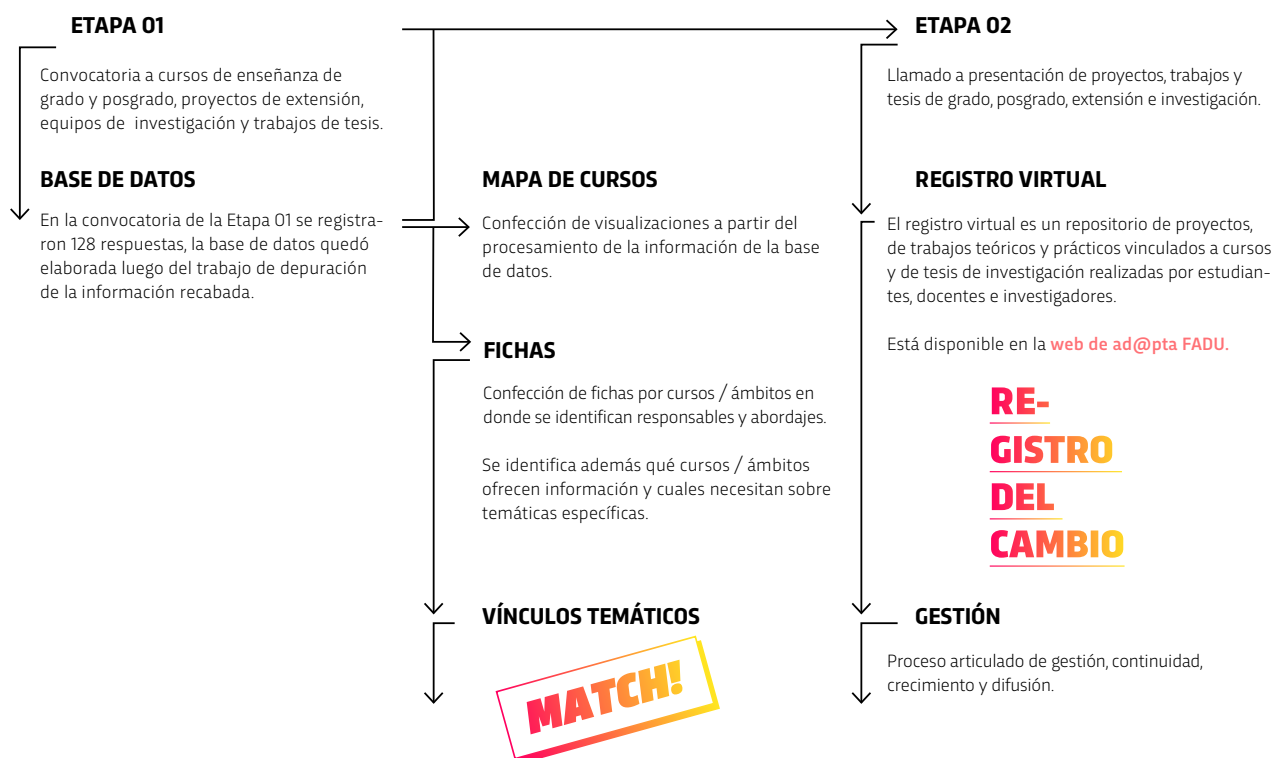 ETAPA 01
Convocatoria a cursos de enseñanza de
grado y posgrado, proyectos de extensión,
equipos de investigación y trabajos de tesis.
BASE DE DATOS
En la convocatoria de la Etapa 01 se registra-
ron 128 respuestas, la base de datos quedó
elaborada luego del trabajo de depuración
de la información recabada.
MAPA DE CURSOS
Confección de visualizaciones a partir del
procesamiento de la información de la base
de datos.
FICHAS
Confección de fichas por cursos / ámbitos en
donde se identifican responsables y abordajes.
Se identifica además qué cursos / ámbitos
ofrecen información y cuales necesitan sobre
temáticas específicas.
VÍNCULOS TEMÁTICOS
MATCH!
ETAPA 02
Llamado a presentación de proyectos, trabajos y
tesis de grado, posgrado, extensión e investigación.
REGISTRO VIRTUAL
El registro virtual es un repositorio de proyectos,
de trabajos teóricos y prácticos vinculados a cursos
y de tesis de investigación realizadas por estudian-
tes, docentes e investigadores.
Está disponible en la web de ad@pta FADU.
RE-
GISTRO
DEL
CAMBIO
GESTIÓN
Proceso articulado de gestión, continuidad,
crecimiento y difusión.